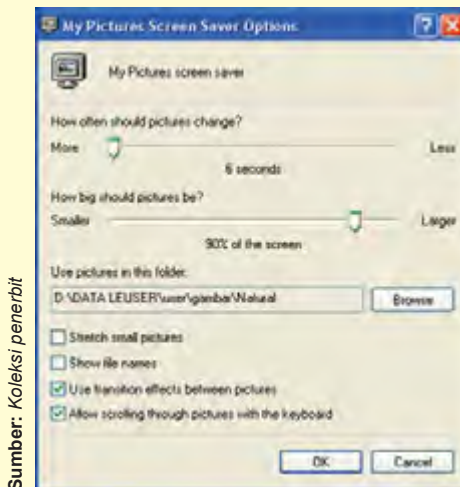 My Pictures Screen Saver Options
My Pictures screen saver
How often should pictures change?
More Less
6 seconds
How big should pictures be?
Smaller Larger
90% of the screen
Use pictures in this folder:
D:\DATA LEUSER\user\gambar\Natural Browse
Stretch small pictures
Show file names
Use transition effects between pictures
Allow scrolling through pictures with the keyboard
OK Cancel
Sumber: Koleksi penerbit